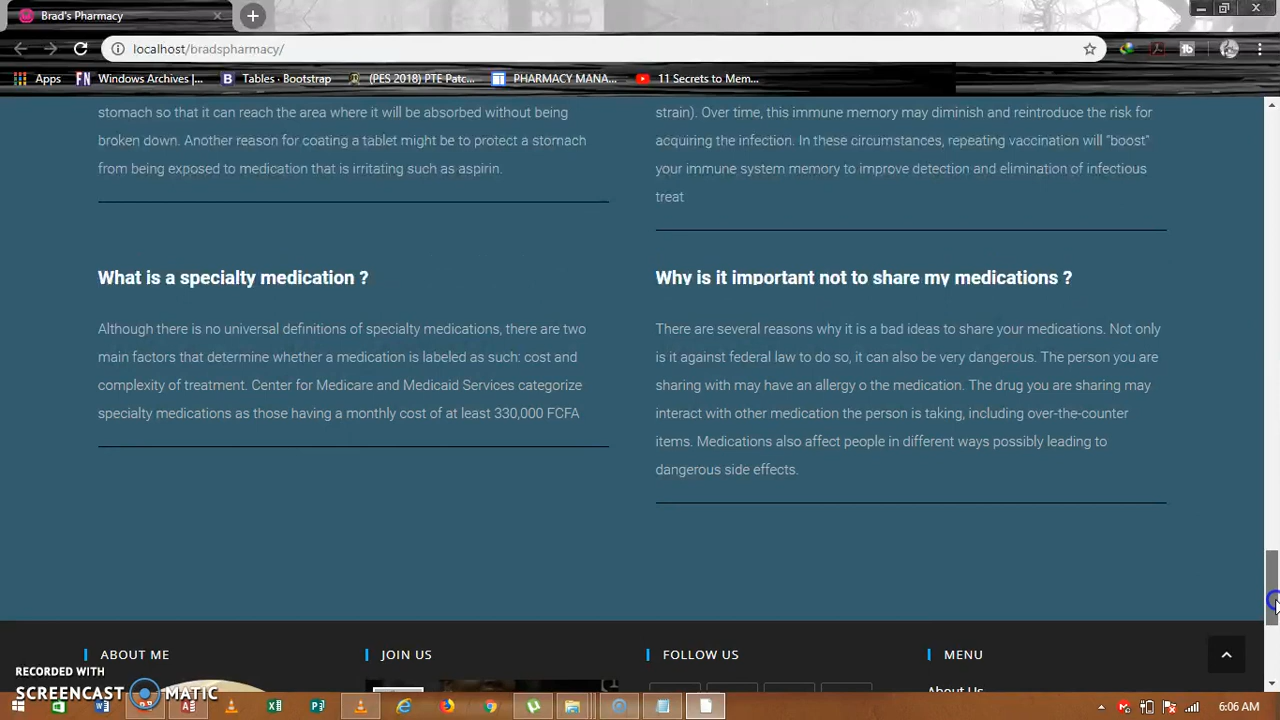 Brad's Pharmacy
localhost/bradspharmacy/
Apps
FN Windows Archives |...
B Tables · Bootstrap
(PES 2018) PTE Patc...
PHARMACY MANA...
11 Secrets to Mem...
stomach so that it can reach the area where it will be absorbed without being
broken down. Another reason for coating a tablet might be to protect a stomach
from being exposed to medication that is irritating such as aspirin.
strain). Over time, this immune memory may diminish and reintroduce the risk for
acquiring the infection. In these circumstances, repeating vaccination will "boost"
your immune system memory to improve detection and elimination of infectious
treat
What is a specialty medication ?
Although there is no universal definitions of specialty medications, there are two
main factors that determine whether a medication is labeled as such: cost and
complexity of treatment. Center for Medicare and Medicaid Services categorize
specialty medications as those having a monthly cost of at least 330,000 FCFA
Why is it important not to share my medications ?
There are several reasons why it is a bad ideas to share your medications. Not only
is it against federal law to do so, it can also be very dangerous. The person you are
sharing with may have an allergy o the medication. The drug you are sharing may
interact with other medication the person is taking, including over-the-counter
items. Medications also affect people in different ways possibly leading to
dangerous side effects.
ABOUT ME
JOIN US
FOLLOW US
MENU
About Us
RECORDED WITH
SCREENCAST MATIC
6:06 AM